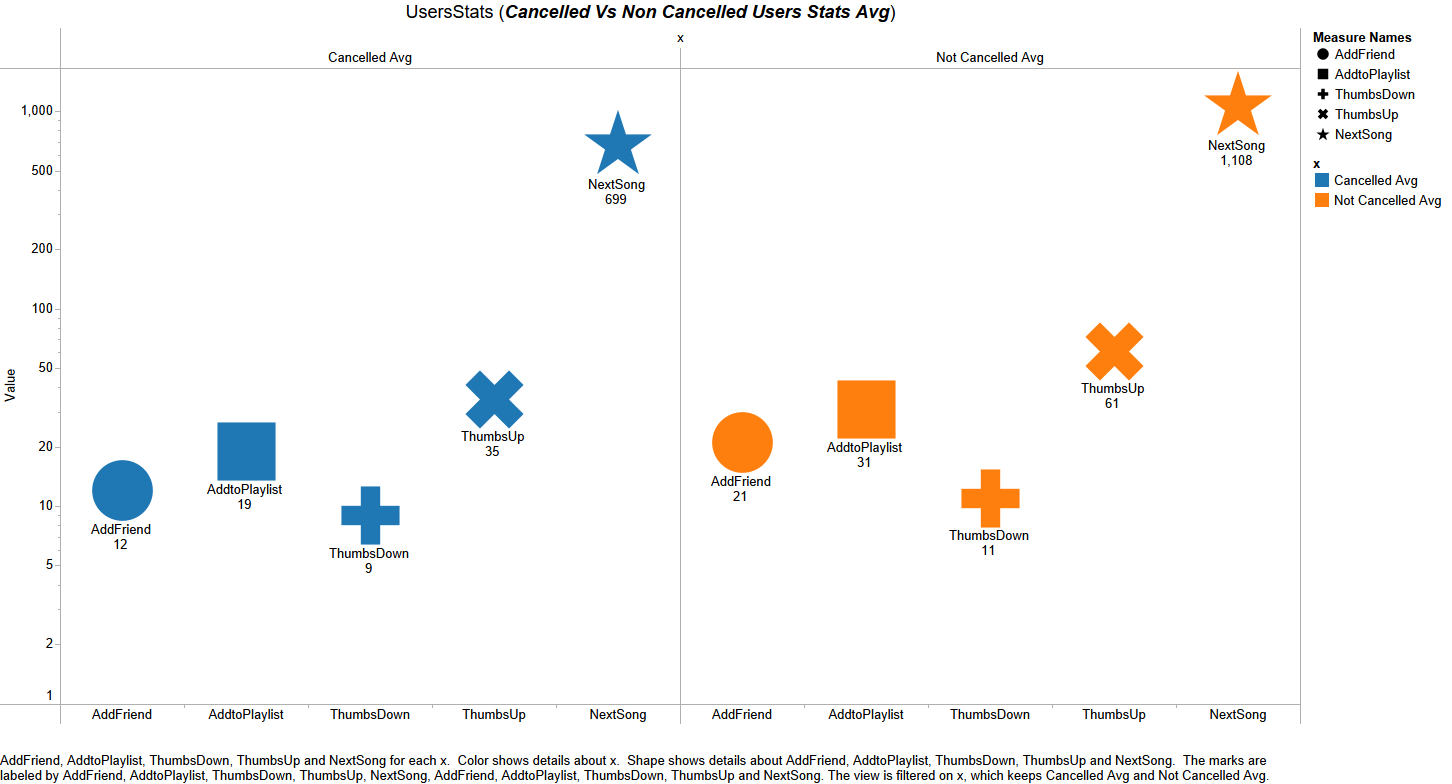 UsersStats (Cancelled Vs Non Cancelled Users Stats Avg)
x
Cancelled Avg
Not Cancelled Avg
Measure Names
AddFriend
AddtoPlaylist
ThumbsDown
ThumbsUp
NextSong
x
Cancelled Avg
Not Cancelled Avg
Value
1,000
500
200
100
50
20
10
5
2
1
AddFriend
12
AddtoPlaylist
19
ThumbsDown
9
ThumbsUp
35
NextSong
699
AddFriend
21
AddtoPlaylist
31
ThumbsDown
11
ThumbsUp
61
NextSong
1,108
AddFriend
AddtoPlaylist
ThumbsDown
ThumbsUp
NextSong
AddFriend
AddtoPlaylist
ThumbsDown
ThumbsUp
NextSong
AddFriend, AddtoPlaylist, ThumbsDown, ThumbsUp and NextSong for each x.  Color shows details about x.  Shape shows details about AddFriend, AddtoPlaylist, ThumbsDown, ThumbsUp and NextSong.  The marks are
labeled by AddFriend, AddtoPlaylist, ThumbsDown, ThumbsUp, NextSong, AddFriend, AddtoPlaylist, ThumbsDown, ThumbsUp and NextSong. The view is filtered on x, which keeps Cancelled Avg and Not Cancelled Avg.